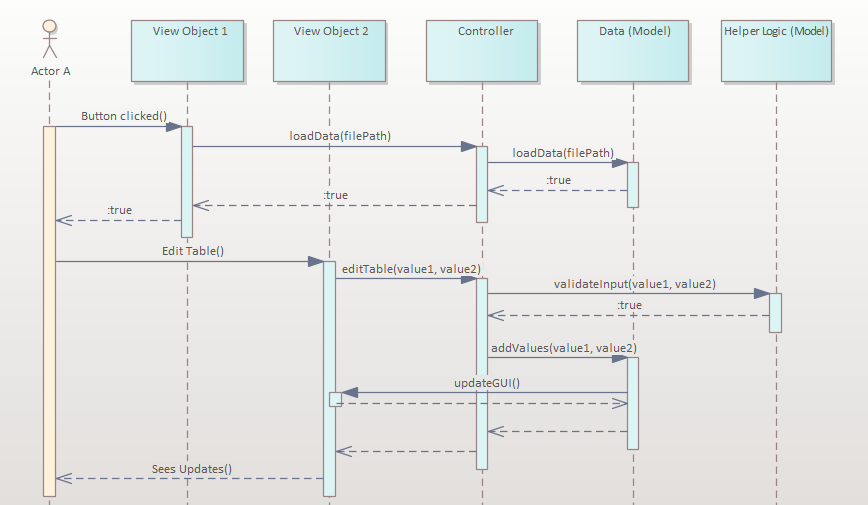 View Object 1
View Object 2
Controller
Data (Model)
Helper Logic (Model)
Actor A
Button clicked()
loadData(filePath)
loadData(filePath)
:true
:true
:true
Edit Table()
editTable(value1, value2)
validateInput(value1, value2)
:true
addValues(value1, value2)
updateGUI()
Sees Updates()